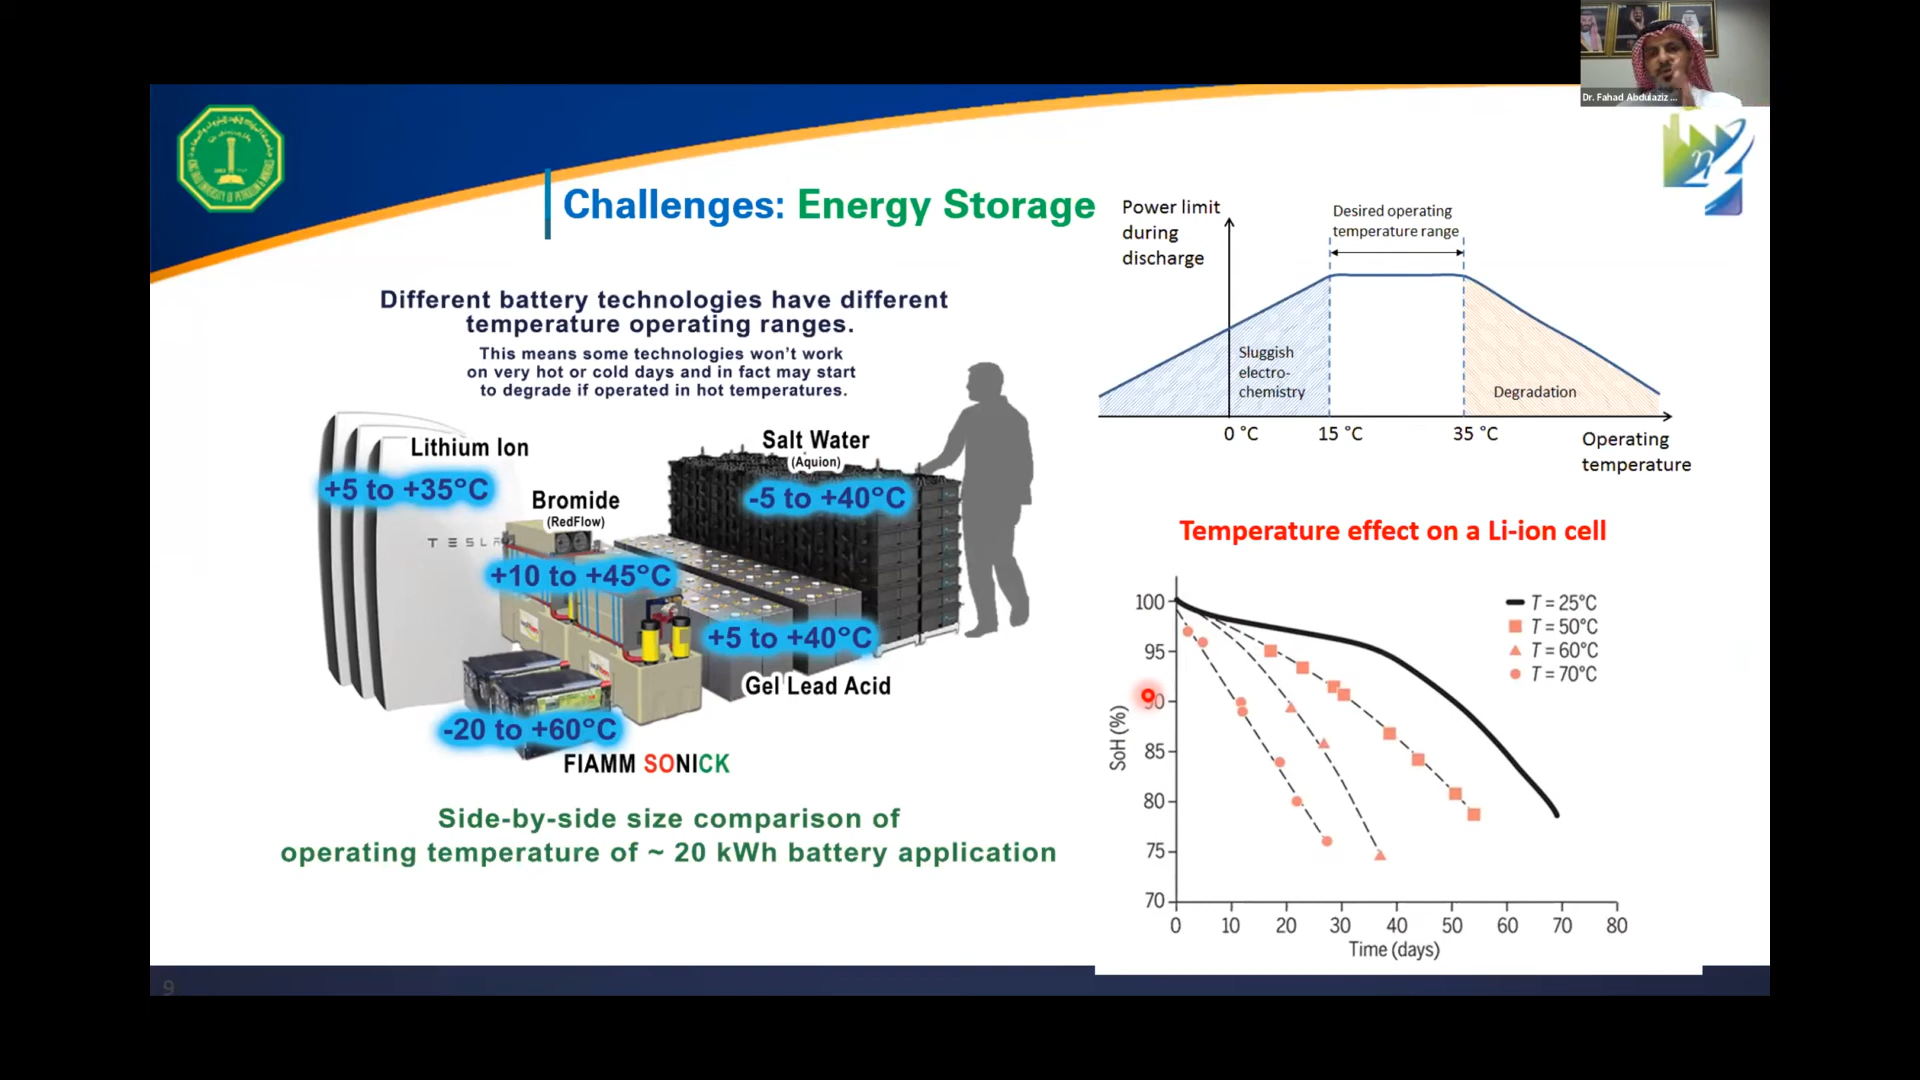 Dr. Fahad Abdulaziz ...
Challenges: Energy Storage
Different battery technologies have different
temperature operating ranges.
This means some technologies won't work
on very hot or cold days and in fact may start
to degrade if operated in hot temperatures.
Lithium Ion
+5 to +35°C
TESLA
Bromide
(RedFlow)
+10 to +45°C
Salt Water
(Aquion)
-5 to +40°C
+5 to +40°C
Gel Lead Acid
-20 to +60°C
FIAMM SONICK
Side-by-side size comparison of
operating temperature of ~ 20 kWh battery application
Power limit
during
discharge
Desired operating
temperature range
Sluggish
electro-
chemistry
Degradation
0 °C
15 °C
35 °C
Operating
temperature
Temperature effect on a Li-ion cell
100
95
90
85
80
75
70
SoH (%)
T = 25°C
T = 50°C
T = 60°C
T = 70°C
0 10 20 30 40 50 60 70 80
Time (days)
9